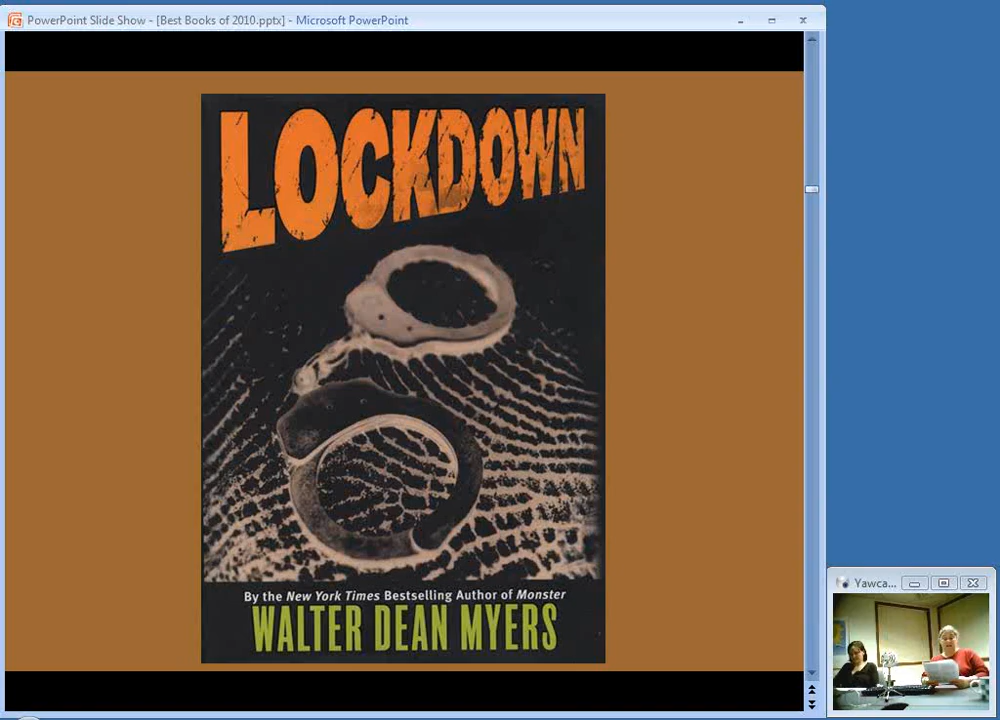 PowerPoint Slide Show - [Best Books of 2010.pptx] - Microsoft PowerPoint
LOCKDOWN
By the New York Times Bestselling Author of Monster
WALTER DEAN MYERS
Yawca...